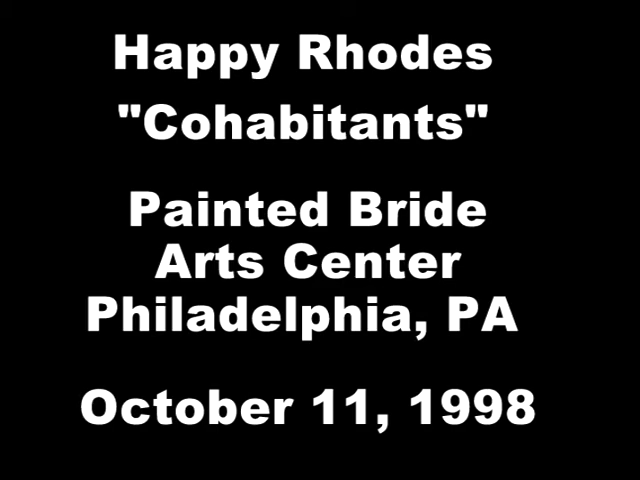 Happy Rhodes
"Cohabitants"
Painted Bride
Arts Center
Philadelphia, PA
October 11, 1998